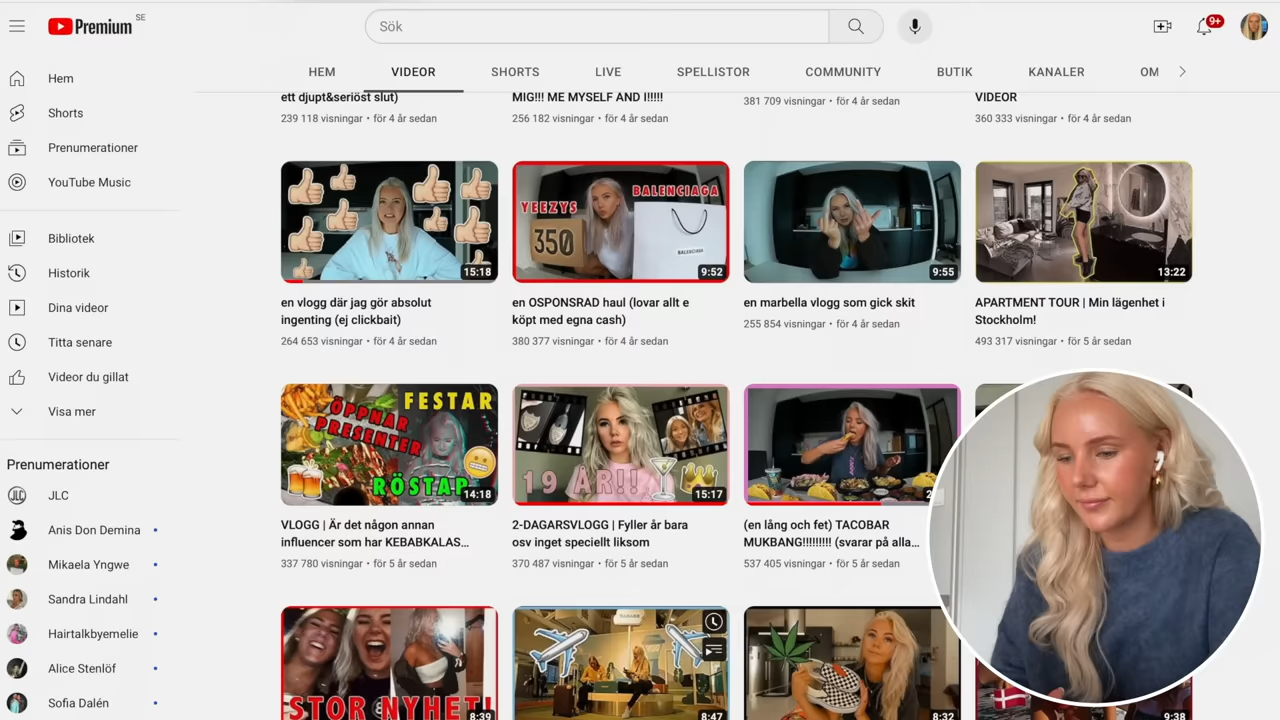 Premium SE
Sök
9+
HEM VIDEOR SHORTS LIVE SPELLISTOR COMMUNITY BUTIK KANALER OM
Hem
Shorts
Prenumerationer
YouTube Music
Bibliotek
Historik
Dina videor
Titta senare
Videor du gillat
Visa mer
Prenumerationer
JLC
JLC
Anis Don Demina
Mikaela Yngwe
Sandra Lindahl
Hairtalkbyemelie
Alice Stenlöf
Sofia Dalén
ett djupt&seriöst slut)
239 118 visningar • för 4 år sedan
MIG!!! ME MYSELF AND I!!!!!
256 182 visningar • för 4 år sedan
381 709 visningar • för 4 år sedan
VIDEOR
360 333 visningar • för 4 år sedan
15:18
en vlogg där jag gör absolut
ingenting (ej clickbait)
264 653 visningar • för 4 år sedan
YEEZYS
BALENCIAGA
350
BALENCIAGA
9:52
en OSPONSRAD haul (lovar allt e
köpt med egna cash)
380 377 visningar • för 4 år sedan
9:55
en marbella vlogg som gick skit
255 854 visningar • för 4 år sedan
13:22
APARTMENT TOUR | Min lägenhet i
Stockholm!
493 317 visningar • för 5 år sedan
FESTAR
ÖPPNAR
PRESENTER
RÖSTAR
14:18
VLOGG | Är det någon annan
influencer som har KEBABKALAS...
337 780 visningar • för 5 år sedan
19 ÅR!!
15:17
2-DAGARSVLOGG | Fyller år bara
osv inget speciellt liksom
370 487 visningar • för 5 år sedan
(en lång och fet) TACOBAR
MUKBANG!!!!!!!!! (svarar på alla...
537 405 visningar • för 5 år sedan
STOR NYHET!
8:39
8:47
8:32
9:38